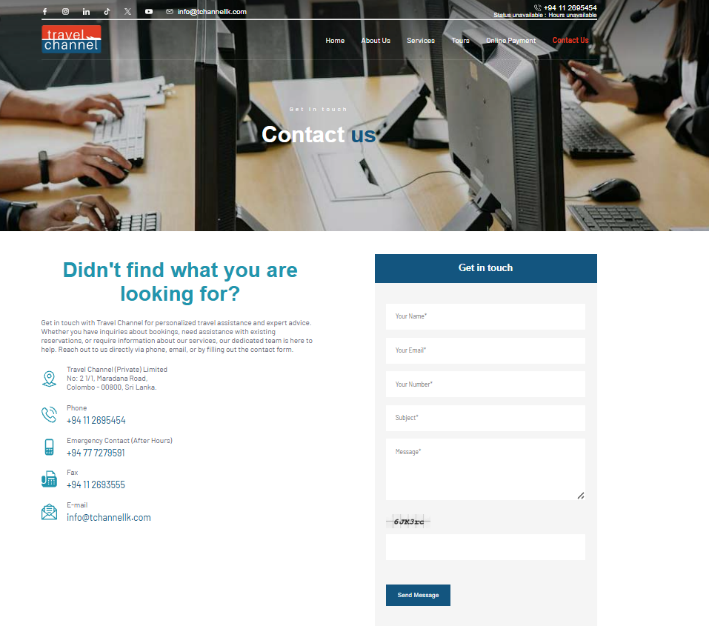 info@tchannellk.com
+94 11 2695454
Status unavailable : Hours unavailable
travel
channel
Home About Us Services Tours Online Payment Contact Us
Get in touch
Contact us
Didn't find what you are
looking for?
Get in touch with Travel Channel for personalized travel assistance and expert advice.
Whether you have inquiries about bookings, need assistance with existing
reservations, or require information about our services, our dedicated team is here to
help. Reach out to us directly via phone, email, or by filling out the contact form.
Travel Channel (Private) Limited
No: 2 1/1, Maradana Road,
Colombo - 00800, Sri Lanka.
Phone
+94 11 2695454
Emergency Contact (After Hours)
+94 77 7279591
Fax
+94 11 2693555
E-mail
info@tchannellk.com
Get in touch
Your Name*
Your Email*
Your Number*
Subject*
Message*
Send Message